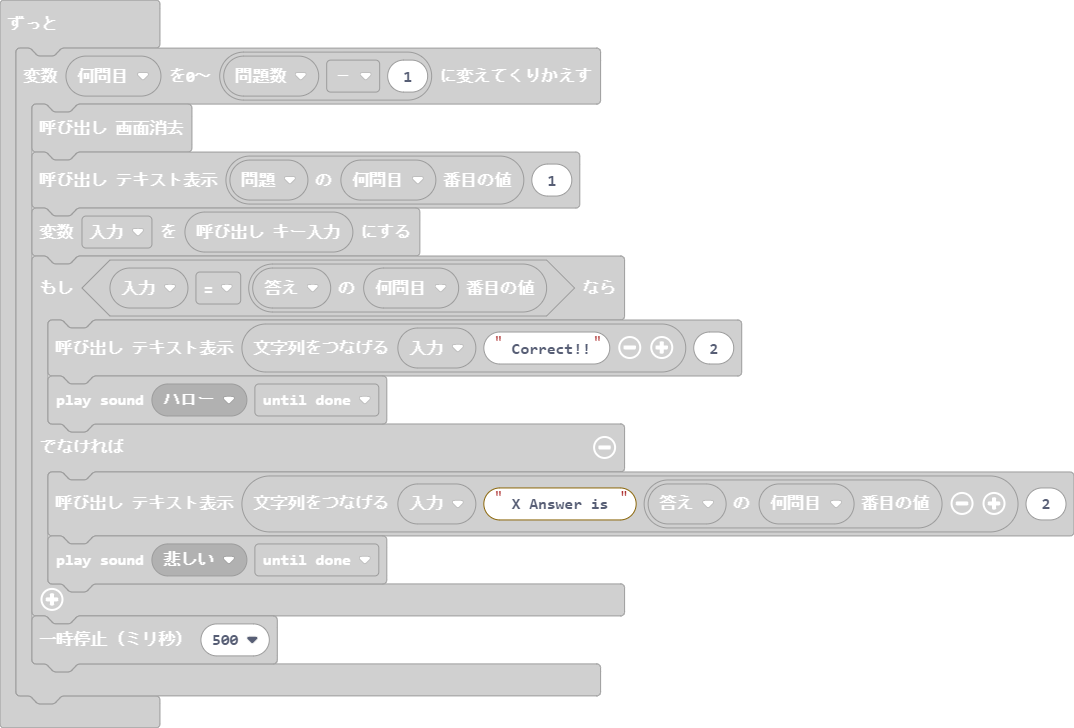 ずっと
変数 何問目 を0～ 問題数 - 1 に変えてくりかえす
呼び出し 画面消去
呼び出し テキスト表示 問題 の 何問目 番目の値 1
変数 入力 を 呼び出し キー入力 にする
もし 入力 = 答え の 何問目 番目の値 なら
呼び出し テキスト表示 文字列をつなげる 入力 " Correct!!" 2
play sound ハロー until done
でなければ
呼び出し テキスト表示 文字列をつなげる 入力 " X Answer is " 答え の 何問目 番目の値 2
play sound 悲しい until done
一時停止（ミリ秒） 500